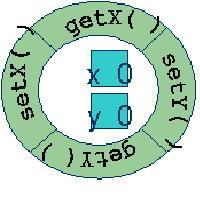 getX( )
setY( )
getY( )
setX( )
x 0
y 0